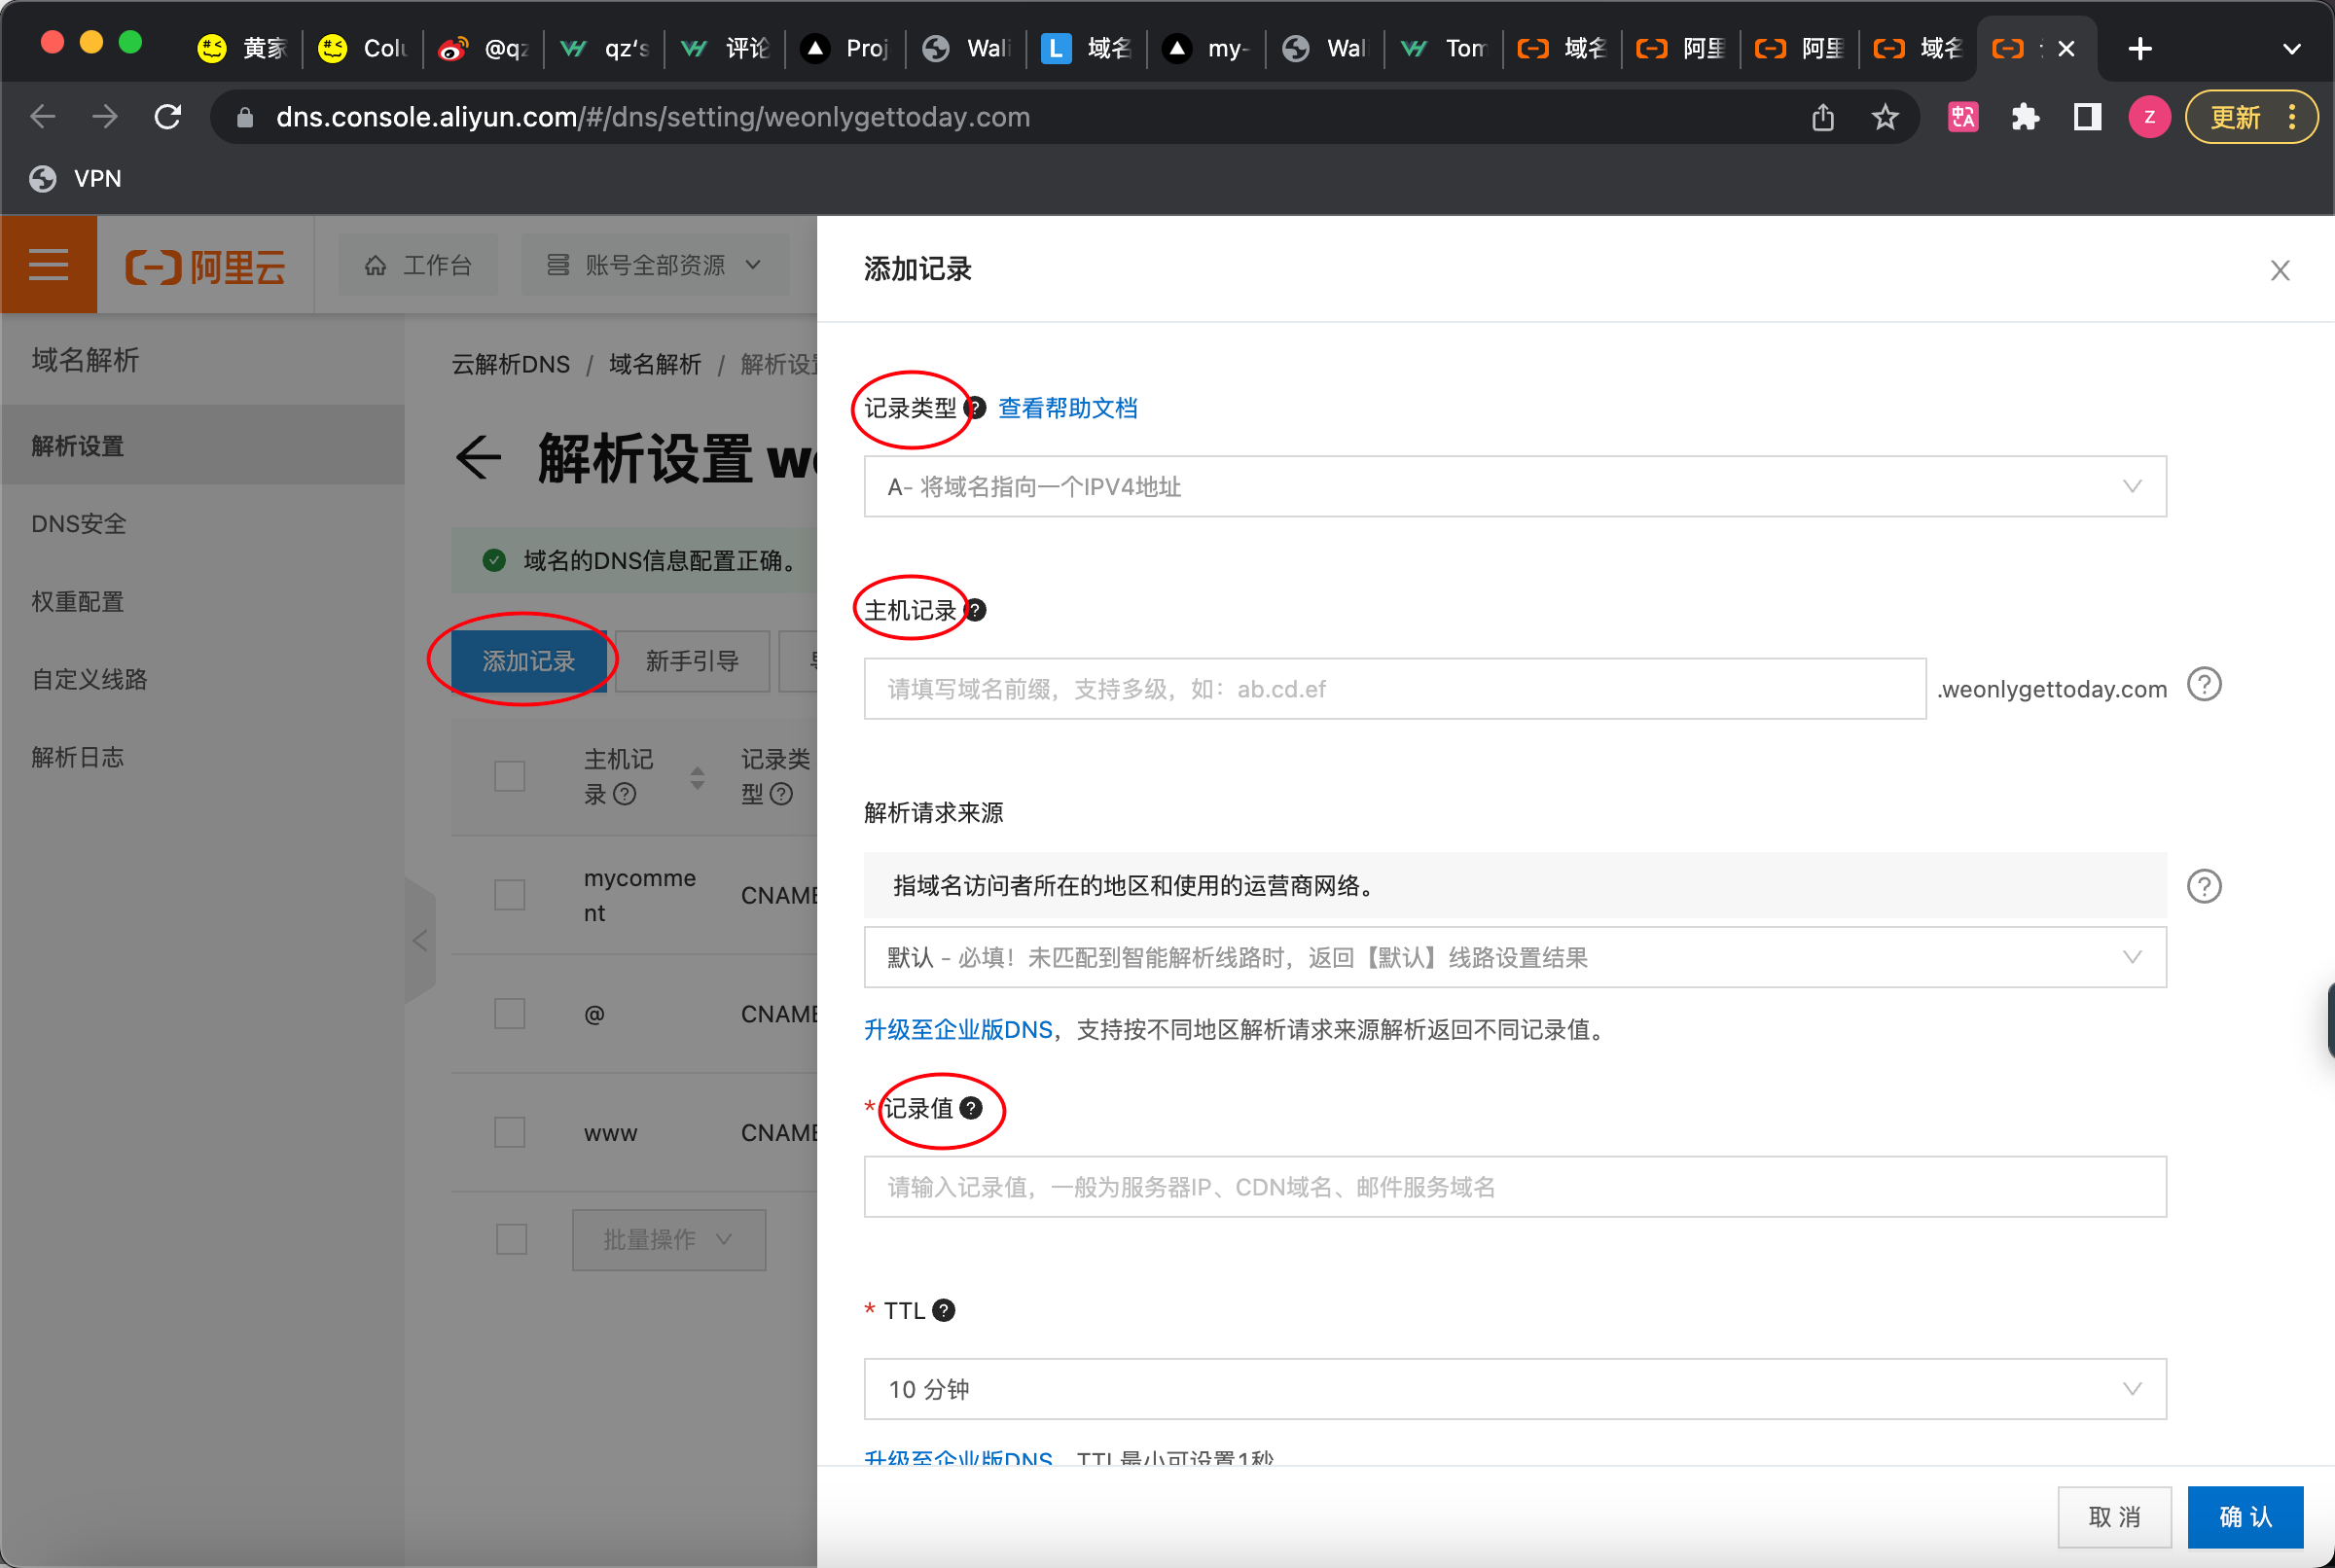 黄家
Colu
@qz
qz's
评论
Proj
Wali
L 域名
my-
Wal
Tom
域名
阿里
阿里
域名
dns.console.aliyun.com/#/dns/setting/weonlygettoday.com
Z
更新
VPN
阿里云
工作台
账号全部资源
域名解析
解析设置
DNS安全
权重配置
自定义线路
解析日志
云解析DNS / 域名解析 / 解析设置
解析设置 we
域名的DNS信息配置正确。
添加记录
新手引导
主机记录
记录类型
mycomment
CNAME
@
CNAME
www
CNAME
批量操作
添加记录
记录类型 ? 查看帮助文档
A- 将域名指向一个IPV4地址
主机记录 ?
请填写域名前缀，支持多级，如：ab.cd.ef
.weonlygettoday.com ?
解析请求来源
指域名访问者所在的地区和使用的运营商网络。 ?
默认 - 必填！未匹配到智能解析线路时，返回【默认】线路设置结果
升级至企业版DNS，支持按不同地区解析请求来源解析返回不同记录值。
* 记录值 ?
请输入记录值，一般为服务器IP、CDN域名、邮件服务域名
* TTL ?
10 分钟
升级至企业版DNS，TTL最小可设置1秒
取 消
确 认